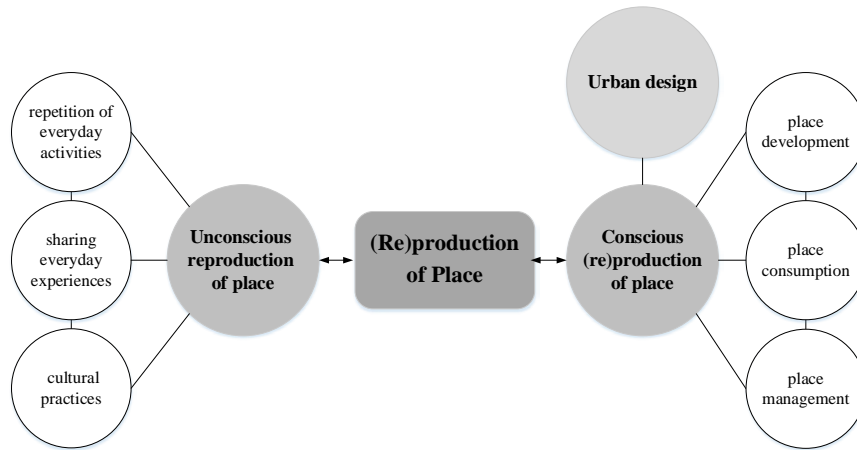 repetition of
everyday
activities
sharing
everyday
experiences
cultural
practices
Unconscious
reproduction
of place
(Re)production
of Place
Urban design
Conscious
(re)production
of place
place
development
place
consumption
place
management